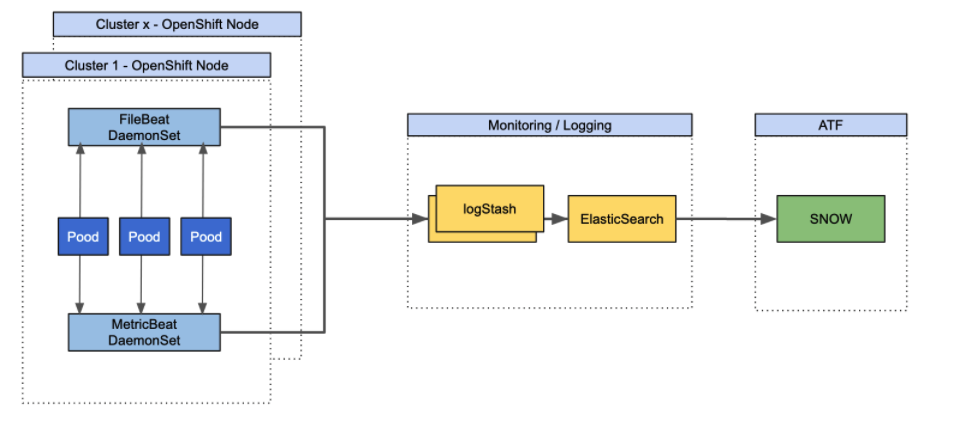 Cluster x - OpenShift Node
Cluster 1 - OpenShift Node
FileBeat
DaemonSet
Pood
Pood
Pood
MetricBeat
DaemonSet
Monitoring / Logging
logStash
ElasticSearch
ATF
SNOW